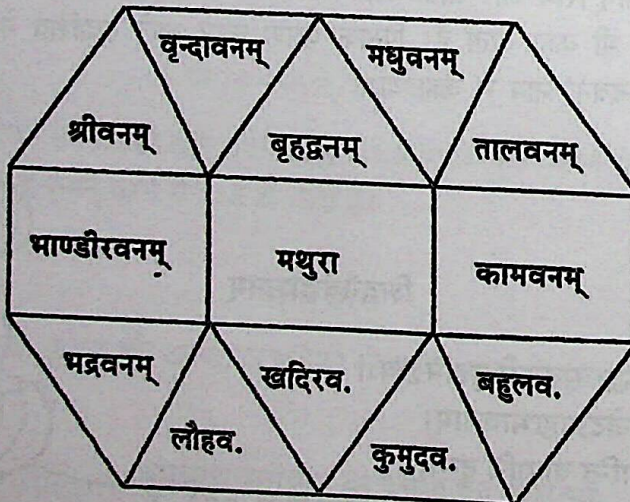 वृन्दावनम् मधुवनम्
श्रीवनम् बृहद्वनम् तालवनम्
भाण्डीरवनम् मथुरा कामवनम्
भद्रवनम् खदिरव. बहुलव.
लौहव. कुमुदव.